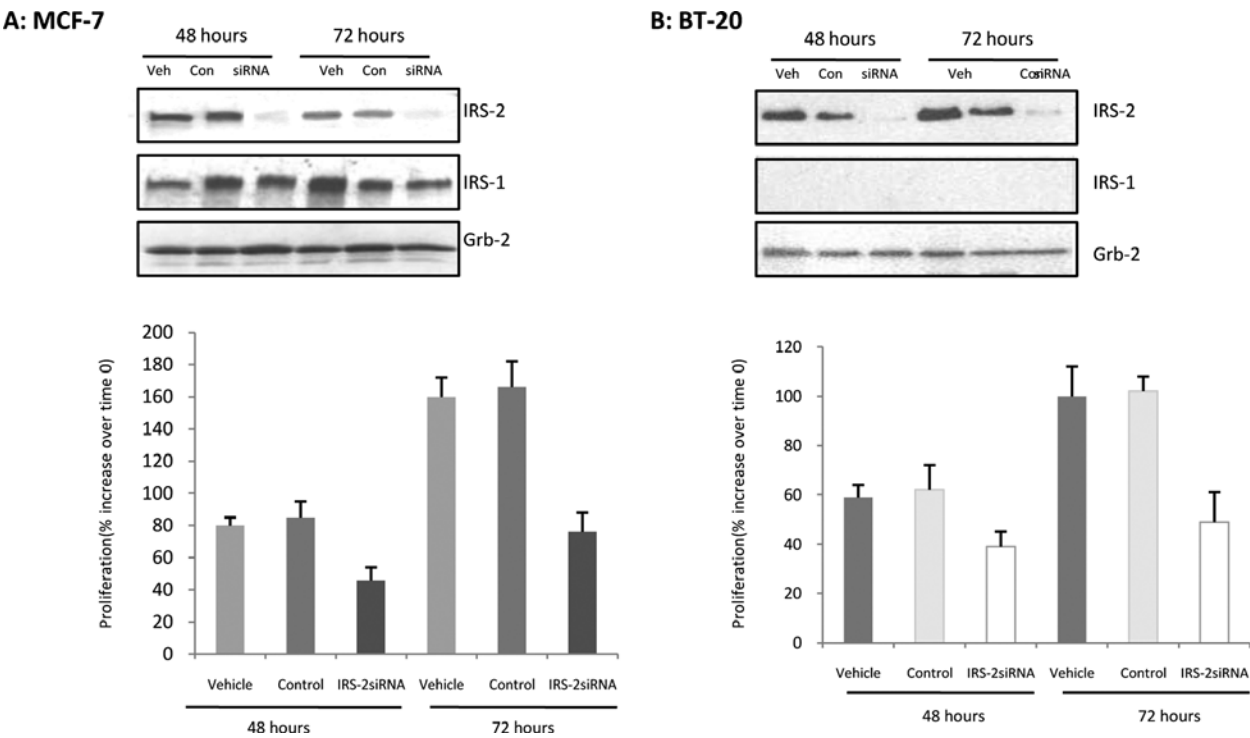 A: MCF-7
48 hours 72 hours
Veh Con siRNA Veh Con siRNA
IRS-2
IRS-1
Grb-2
Proliferation(% increase over time 0)
200
180
160
140
120
100
80
60
40
20
0
Vehicle Control IRS-2siRNA Vehicle Control IRS-2siRNA
48 hours 72 hours
B: BT-20
48 hours 72 hours
Veh Con siRNA Veh Con siRNA
IRS-2
IRS-1
Grb-2
Proliferation(% increase over time 0)
120
100
80
60
40
20
0
Vehicle Control IRS-2siRNA Vehicle Control IRS-2siRNA
48 hours 72 hours